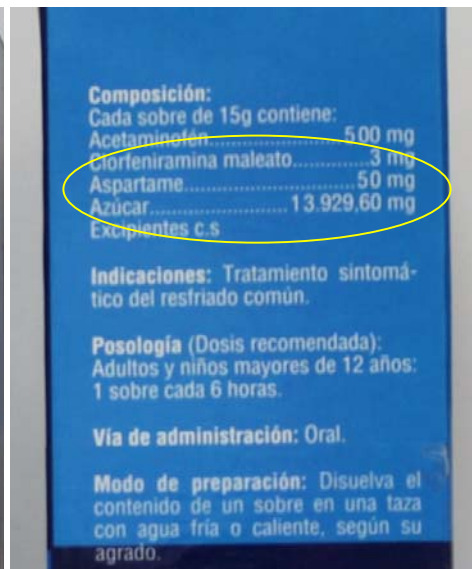 Composición:
Cada sobre de 15g contiene:
Acetaminofén....................500 mg
Clorfeniramina maleato............3 mg
Aspartame..........................50 mg
Azúcar.......................13.929,60 mg
Excipientes c.s
Indicaciones: Tratamiento sintomá-
tico del resfriado común.
Posología (Dosis recomendada):
Adultos y niños mayores de 12 años:
1 sobre cada 6 horas.
Vía de administración: Oral.
Modo de preparación: Disuelva el
contenido de un sobre en una taza
con agua fría o caliente, según su
agrado.